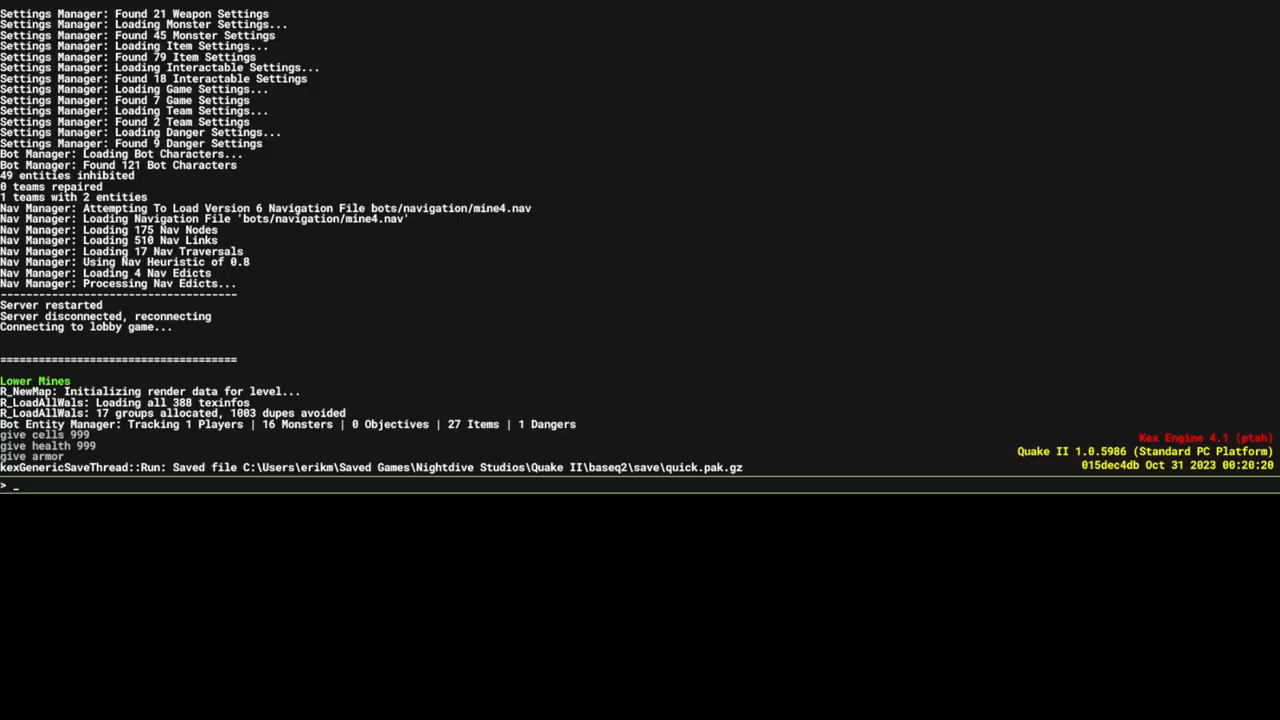 Settings Manager: Found 21 Weapon Settings
Settings Manager: Loading Monster Settings...
Settings Manager: Found 45 Monster Settings
Settings Manager: Loading Item Settings...
Settings Manager: Found 79 Item Settings
Settings Manager: Loading Interactable Settings...
Settings Manager: Found 18 Interactable Settings
Settings Manager: Loading Game Settings...
Settings Manager: Found 7 Game Settings
Settings Manager: Loading Team Settings...
Settings Manager: Found 2 Team Settings
Settings Manager: Loading Danger Settings...
Settings Manager: Found 9 Danger Settings
Bot Manager: Loading Bot Characters...
Bot Manager: Found 121 Bot Characters
49 entities inhibited
0 teams repaired
1 teams with 2 entities
Nav Manager: Attempting To Load Version 6 Navigation File bots/navigation/mine4.nav
Nav Manager: Loading Navigation File 'bots/navigation/mine4.nav'
Nav Manager: Loading 175 Nav Nodes
Nav Manager: Loading 510 Nav Links
Nav Manager: Loading 17 Nav Traversals
Nav Manager: Using Nav Heuristic of 0.8
Nav Manager: Loading 4 Nav Edicts
Nav Manager: Processing Nav Edicts...
-------------------------------------
Server restarted
Server disconnected, reconnecting
Connecting to lobby game...
=====================================
Lower Mines
R_NewMap: Initializing render data for level...
R_LoadAllWals: Loading all 388 texinfos
R_LoadAllWals: 17 groups allocated, 1003 dupes avoided
Bot Entity Manager: Tracking 1 Players | 16 Monsters | 0 Objectives | 27 Items | 1 Dangers
give cells 999
give health 999
give armor
kexGenericSaveThread::Run: Saved file C:\Users\erikm\Saved Games\Nightdive Studios\Quake II\baseq2\save\quick.pak.gz
Kex Engine 4.1 (ptah)
Quake II 1.0.5986 (Standard PC Platform)
015dec4db Oct 31 2023 00:20:20
> _